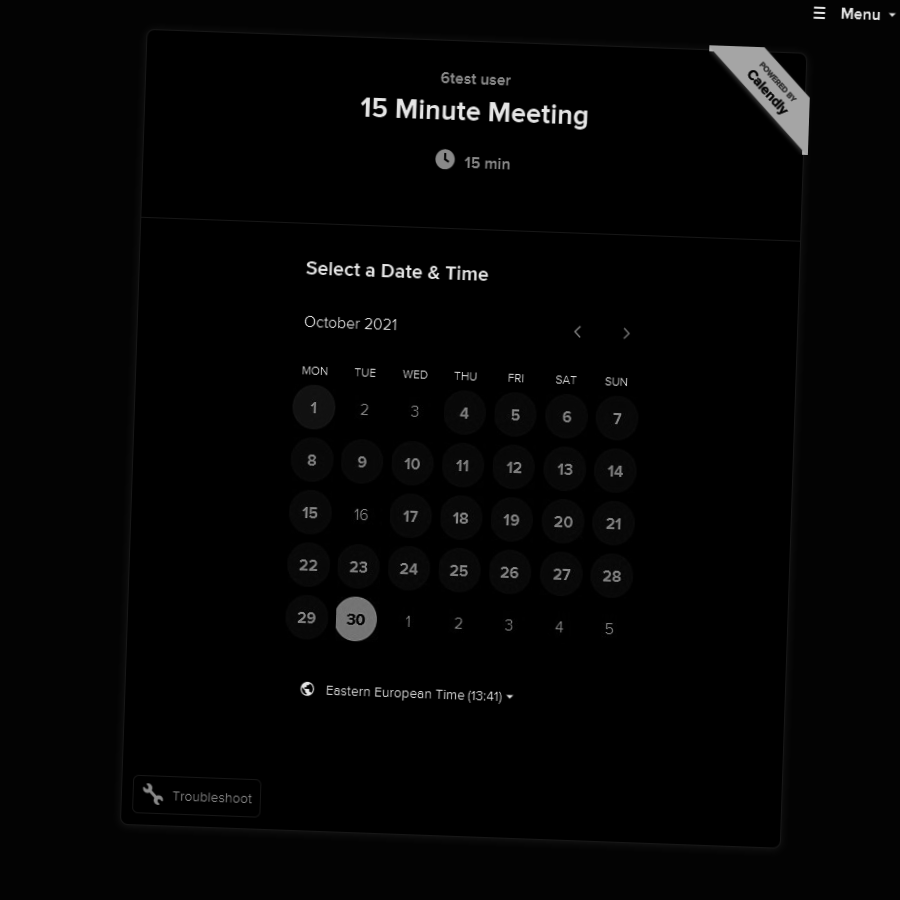 ☰ Menu
POWERED BY
Calendly
6test user
15 Minute Meeting
15 min
Select a Date & Time
October 2021
MON TUE WED THU FRI SAT SUN
1 2 3 4 5 6 7
8 9 10 11 12 13 14
15 16 17 18 19 20 21
22 23 24 25 26 27 28
29 30 1 2 3 4 5
Eastern European Time (13:41)
Troubleshoot